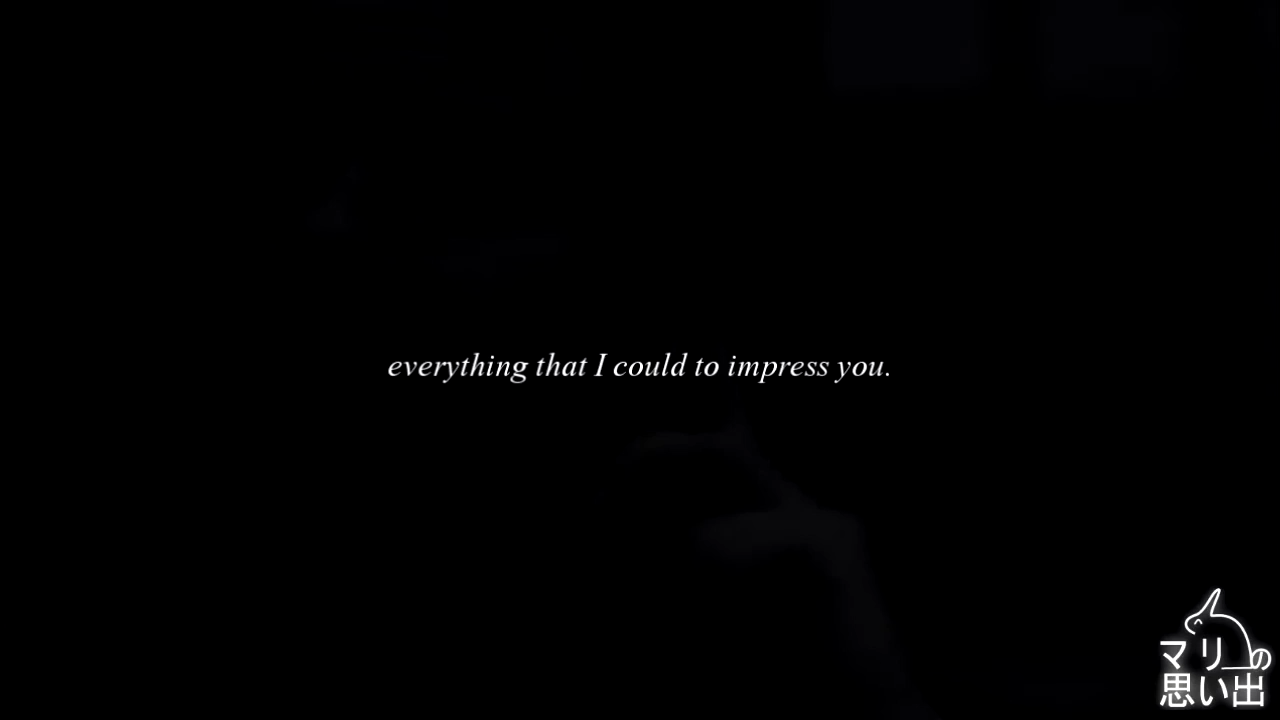 everything that I could to impress you.
マリの
思い出